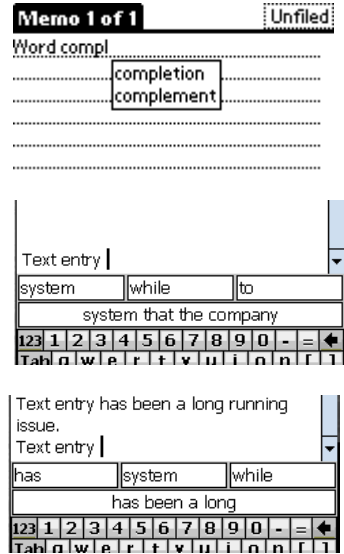 Memo 1 of 1 Unfiled
Word compl
completion
complement
Text entry
system while to
system that the company
123 1 2 3 4 5 6 7 8 9 0 - =
Tab q w e r t y u i o p [ ]
Text entry has been a long running
issue.
Text entry
has system while
has been a long
123 1 2 3 4 5 6 7 8 9 0 - =
Tab q w e r t y u i o p [ ]